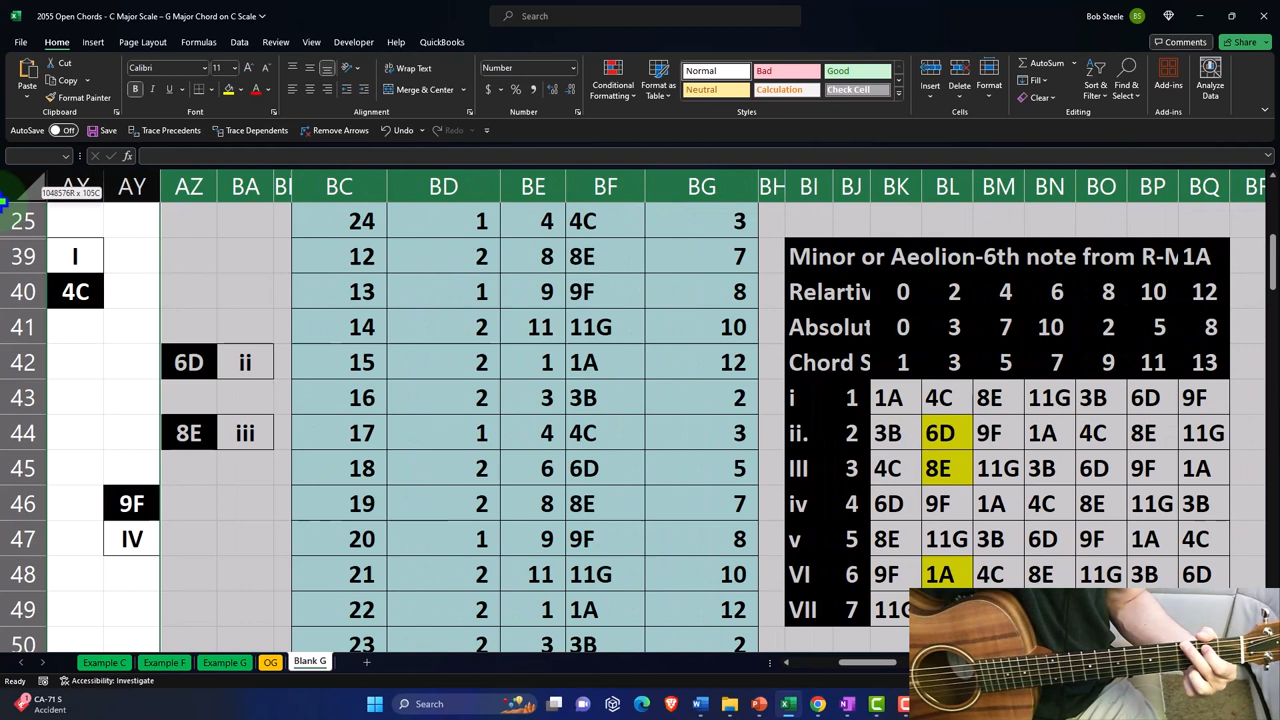 2055 Open Chords - C Major Scale – G Major Chord on C Scale
Search
Bob Steele BS
File Home Insert Page Layout Formulas Data Review View Developer Automate Help QuickBooks
Comments Share
Paste
Cut
Copy
Format Painter
Clipboard
Calibri 11
B I U
Font
Wrap Text
Merge & Center
Alignment
Number
$ % 
Number
Conditional Formatting
Format as Table
Normal Bad Good
Neutral Calculation Check Cell
Styles
Insert Delete Format
Cells
AutoSum
Fill
Clear
Sort & Filter
Find & Select
Editing
Add-ins
Add-ins
Analyze Data
AutoSave Off Save Trace Precedents Trace Dependents Remove Arrows Undo Redo
fx
1048576R x 105C
AY AZ BA BC BD BE BF BG BH BI BJ BK BL BM BN BO BP BQ
25 24 1 4 4C 3
39 I 12 2 8 8E 7 Minor or Aeolion-6th note from R-M 1A
40 4C 13 1 9 9F 8 Relartiv 0 2 4 6 8 10 12
41 14 2 11 11G 10 Absolut 0 3 7 10 2 5 8
42 6D ii 15 2 1 1A 12 Chord S 1 3 5 7 9 11 13
43 16 2 3 3B 2 i 1 1A 4C 8E 11G 3B 6D 9F
44 8E iii 17 1 4 4C 3 ii. 2 3B 6D 9F 1A 4C 8E 11G
45 18 2 6 6D 5 III 3 4C 8E 11G 3B 6D 9F 1A
46 9F 19 2 8 8E 7 iv 4 6D 9F 1A 4C 8E 11G 3B
47 IV 20 1 9 9F 8 v 5 8E 11G 3B 6D 9F 1A 4C
48 21 2 11 11G 10 VI 6 9F 1A 4C 8E 11G 3B 6D
49 22 2 1 1A 12 VII 7
50 23 2 3 3B 2
Example C Example F Example G OG Blank G
Ready Accessibility: Investigate
CA-71 S
Accident
Search